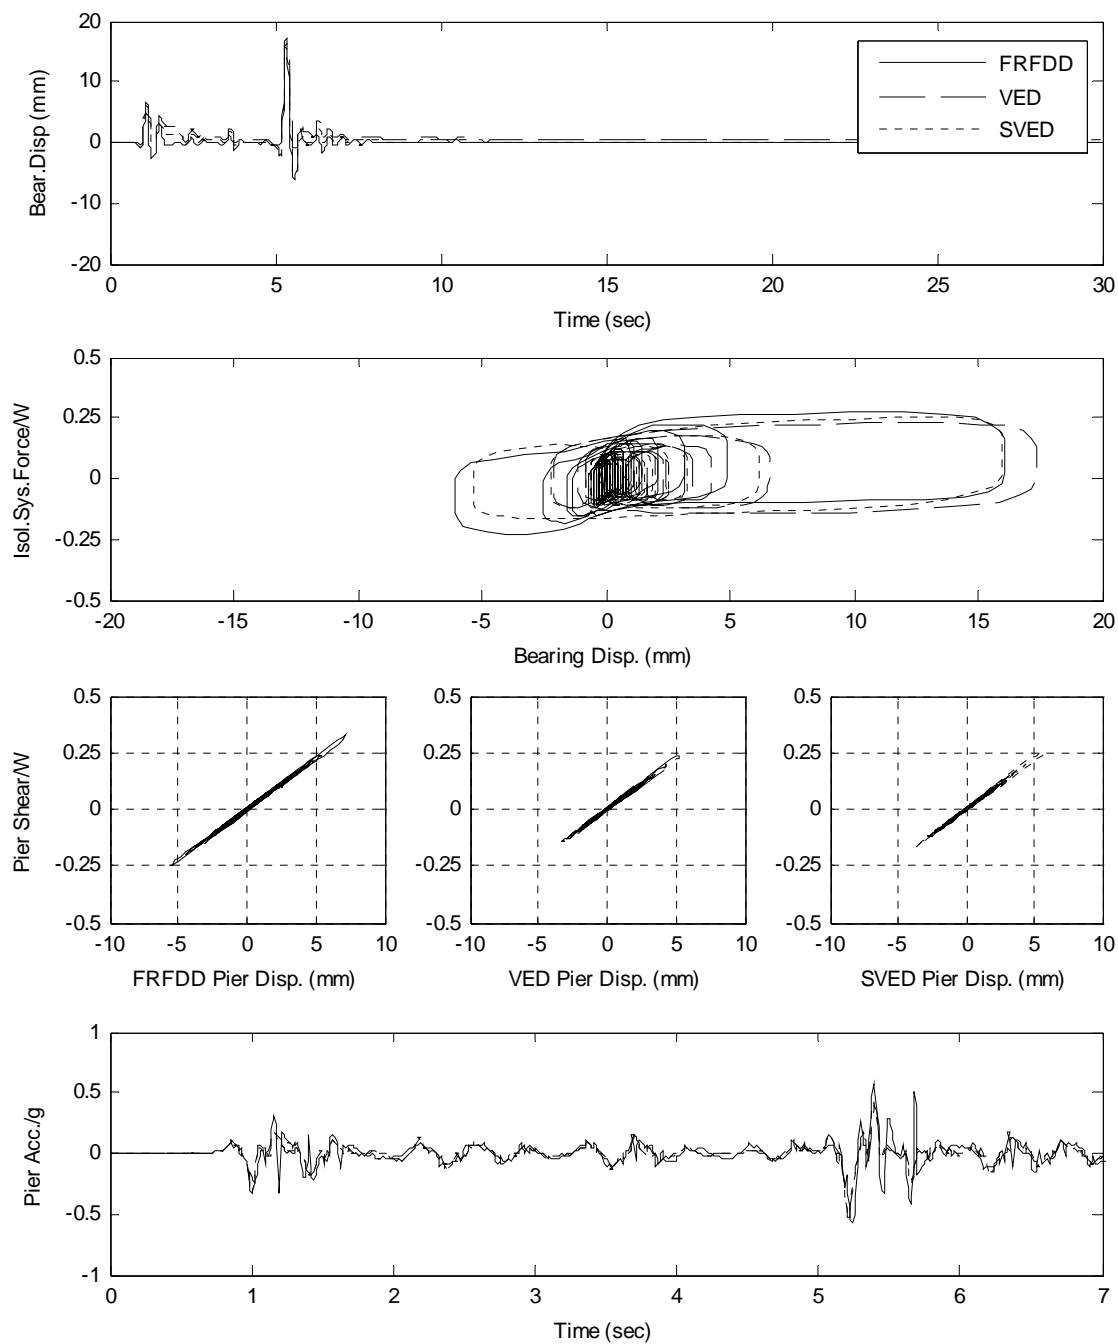 20
10
0
-10
-20
Bear.Disp (mm)
FRFDD
VED
SVED
0 5 10 15 20 25 30
Time (sec)
0.5
0.25
0
-0.25
-0.5
Isol.Sys.Force/W
-20 -15 -10 -5 0 5 10 15 20
Bearing Disp. (mm)
0.5
0.25
0
-0.25
-0.5
Pier Shear/W
-10 -5 0 5 10
FRFDD Pier Disp. (mm)
0.5
0.25
0
-0.25
-0.5
-10 -5 0 5 10
VED Pier Disp. (mm)
0.5
0.25
0
-0.25
-0.5
-10 -5 0 5 10
SVED Pier Disp. (mm)
1
0.5
0
-0.5
-1
Pier Acc./g
0 1 2 3 4 5 6 7
Time (sec)